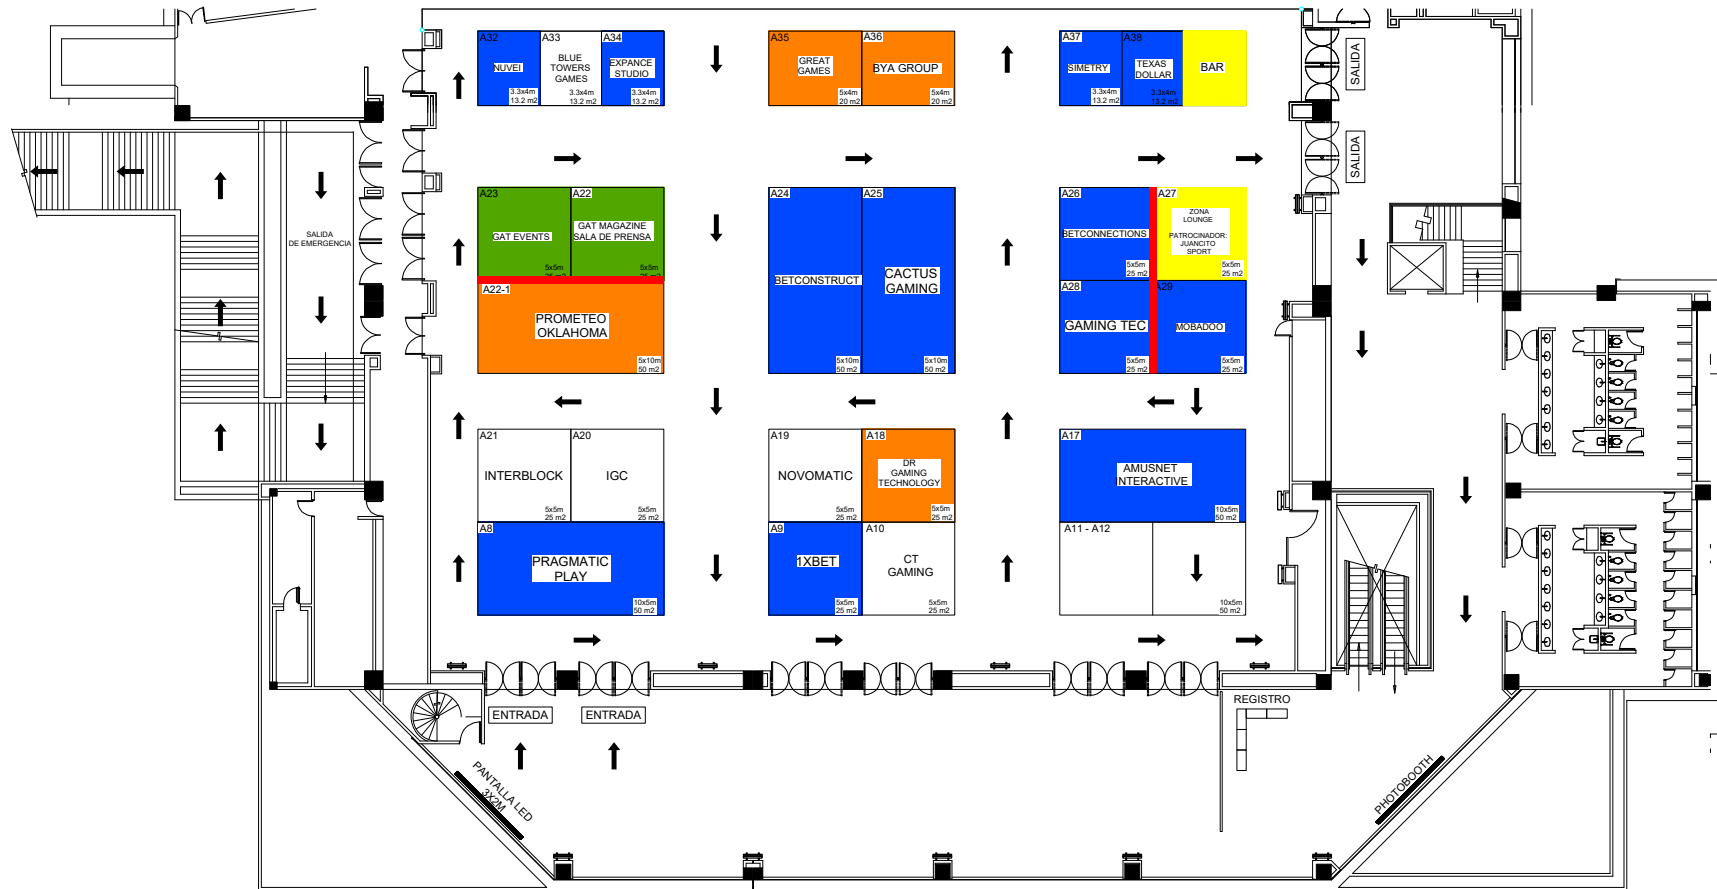 A32
NUVEI
3.3x4m
13.2 m2
A33
BLUE
TOWERS
GAMES
3.3x4m
13.2 m2
A34
EXPANCE
STUDIO
3.3x4m
13.2 m2
A35
GREAT
GAMES
5x4m
20 m2
A36
BYA GROUP
5x4m
20 m2
A37
SIMETRY
3.3x4m
13.2 m2
A38
TEXAS
DOLLAR
3.3x4m
13.2 m2
BAR
SALIDA
SALIDA
SALIDA
DE EMERGENCIA
A23
GAT EVENTS
5x5m
25 m2
A22
GAT MAGAZINE
SALA DE PRENSA
5x5m
25 m2
A22-1
PROMETEO
OKLAHOMA
5x10m
50 m2
A24
BETCONSTRUCT
5x10m
50 m2
A25
CACTUS
GAMING
5x10m
50 m2
A26
BETCONNECTIONS
5x5m
25 m2
A27
ZONA
LOUNGE
PATROCINADOR:
JUANCITO
SPORT
5x5m
25 m2
A28
GAMING TEC
5x5m
25 m2
A29
MOBADOO
5x5m
25 m2
A21
INTERBLOCK
5x5m
25 m2
A20
IGC
5x5m
25 m2
A19
NOVOMATIC
5x5m
25 m2
A18
DR
GAMING
TECHNOLOGY
5x5m
25 m2
A17
AMUSNET
INTERACTIVE
10x5m
50 m2
A8
PRAGMATIC
PLAY
10x5m
50 m2
A9
1XBET
5x5m
25 m2
A10
CT
GAMING
5x5m
25 m2
A11 - A12
10x5m
50 m2
ENTRADA
ENTRADA
REGISTRO
PANTALLA LED
3X2M
PHOTOBOOTH